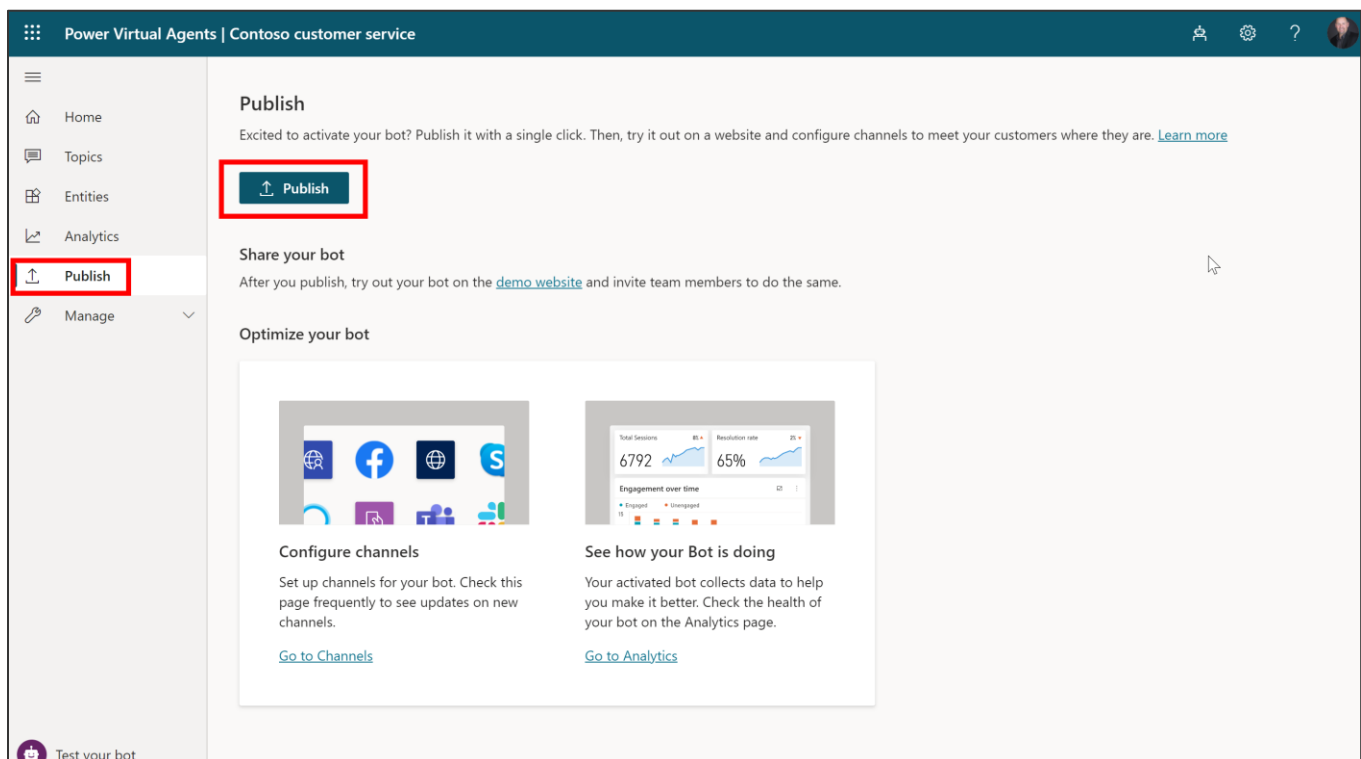 Power Virtual Agents | Contoso customer service
?
Home
Topics
Entities
Analytics
Publish
Manage
Test your bot
Publish
Excited to activate your bot? Publish it with a single click. Then, try it out on a website and configure channels to meet your customers where they are. Learn more
Publish
Share your bot
After you publish, try out your bot on the demo website and invite team members to do the same.
Optimize your bot
Configure channels
Set up channels for your bot. Check this
page frequently to see updates on new
channels.
Go to Channels
Total Sessions
Resolution rate
6792
65%
Engagement over time
Engaged Unengaged
See how your Bot is doing
Your activated bot collects data to help
you make it better. Check the health of
your bot on the Analytics page.
Go to Analytics